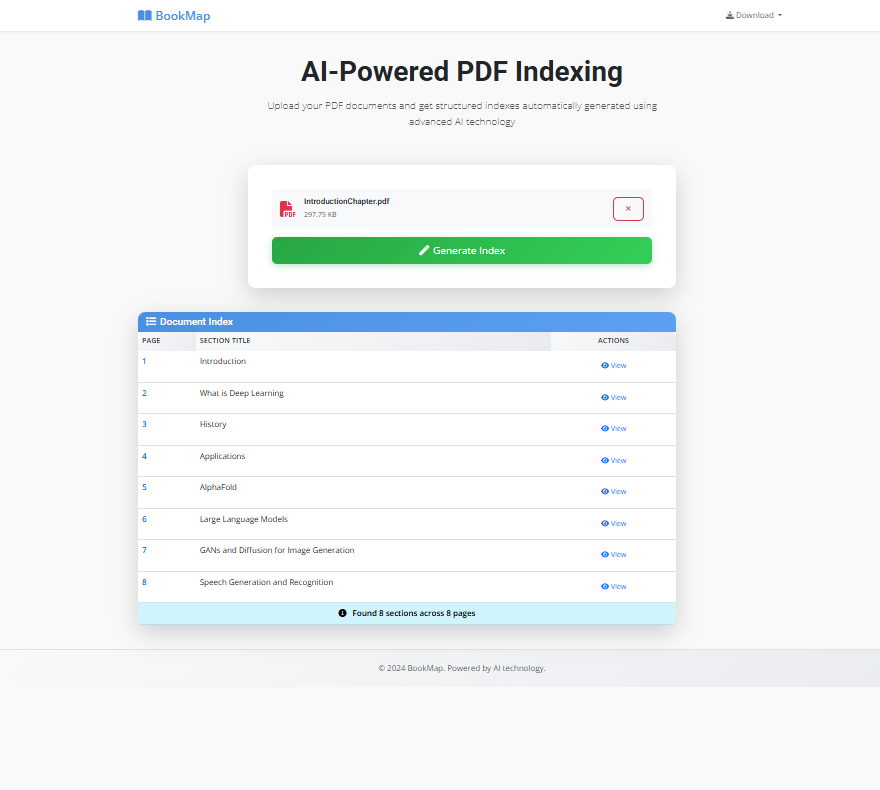 BookMap
Download
AI-Powered PDF Indexing
Upload your PDF documents and get structured indexes automatically generated using
advanced AI technology
PDF
IntroductionChapter.pdf
297.75 KB
×
Generate Index
Document Index
PAGE SECTION TITLE ACTIONS
1 Introduction View
2 What is Deep Learning View
3 History View
4 Applications View
5 AlphaFold View
6 Large Language Models View
7 GANs and Diffusion for Image Generation View
8 Speech Generation and Recognition View
Found 8 sections across 8 pages
© 2024 BookMap. Powered by AI technology.